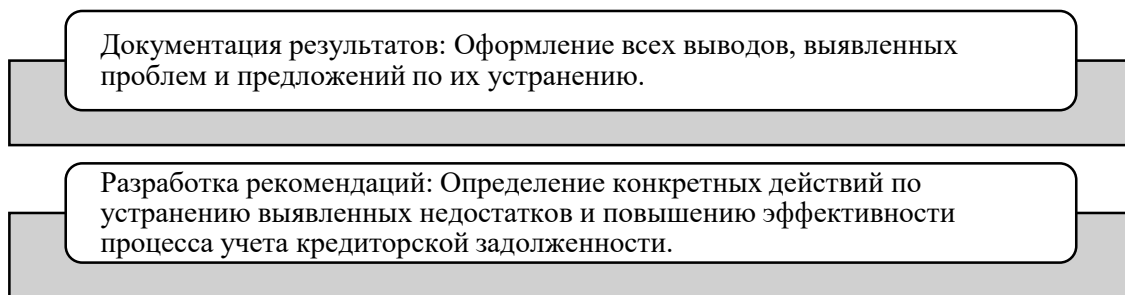 Документация результатов: Оформление всех выводов, выявленных
проблем и предложений по их устранению.
Разработка рекомендаций: Определение конкретных действий по
устранению выявленных недостатков и повышению эффективности
процесса учета кредиторской задолженности.